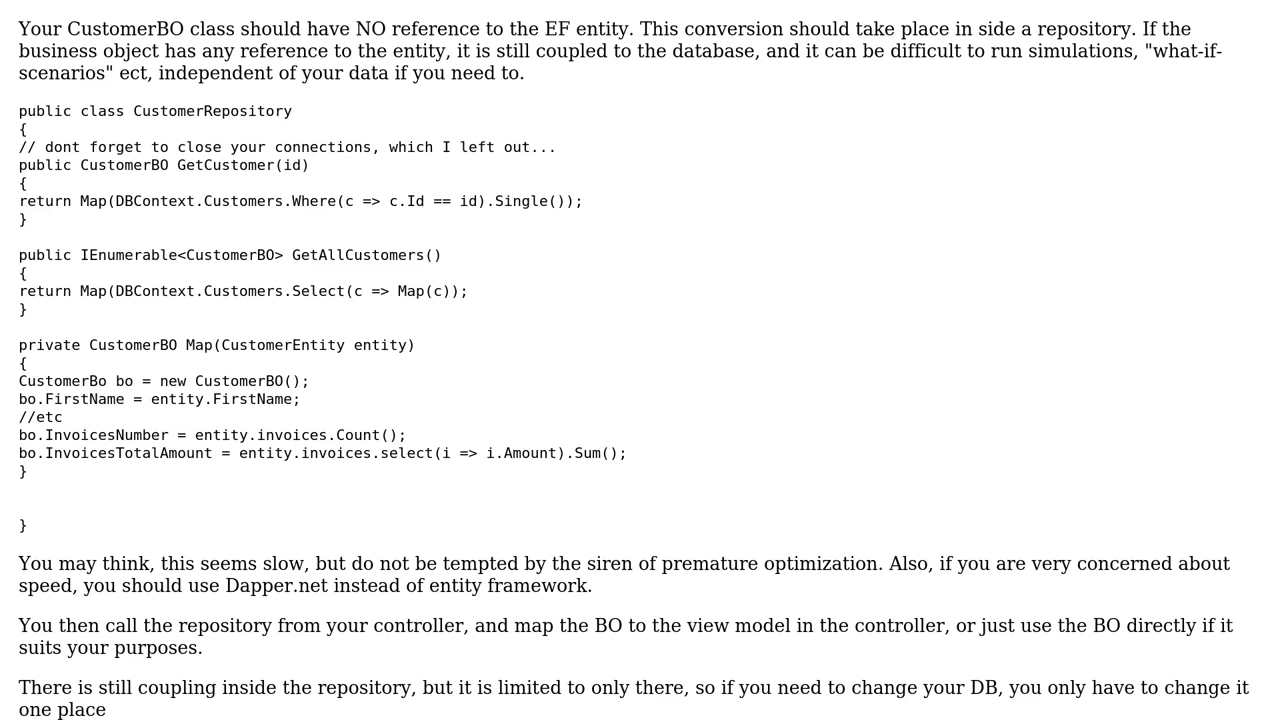 Your CustomerBO class should have NO reference to the EF entity. This conversion should take place in side a repository. If the
business object has any reference to the entity, it is still coupled to the database, and it can be difficult to run simulations, "what-if-
scenarios" ect, independent of your data if you need to.
public class CustomerRepository
{
// dont forget to close your connections, which I left out...
public CustomerBO GetCustomer(id)
{
return Map(DBContext.Customers.Where(c => c.Id == id).Single());
}
public IEnumerable<CustomerBO> GetAllCustomers()
{
return Map(DBContext.Customers.Select(c => Map(c));
}
private CustomerBO Map(CustomerEntity entity)
{
CustomerBo bo = new CustomerBO();
bo.FirstName = entity.FirstName;
//etc
bo.InvoicesNumber = entity.invoices.Count();
bo.InvoicesTotalAmount = entity.invoices.select(i => i.Amount).Sum();
}
}
You may think, this seems slow, but do not be tempted by the siren of premature optimization. Also, if you are very concerned about
speed, you should use Dapper.net instead of entity framework.
You then call the repository from your controller, and map the BO to the view model in the controller, or just use the BO directly if it
suits your purposes.
There is still coupling inside the repository, but it is limited to only there, so if you need to change your DB, you only have to change it
one place